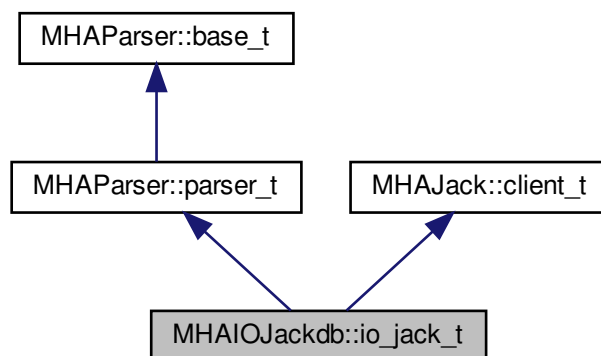 MHAParser::base_t
MHAParser::parser_t
MHAJack::client_t
MHAIOJackdb::io_jack_t